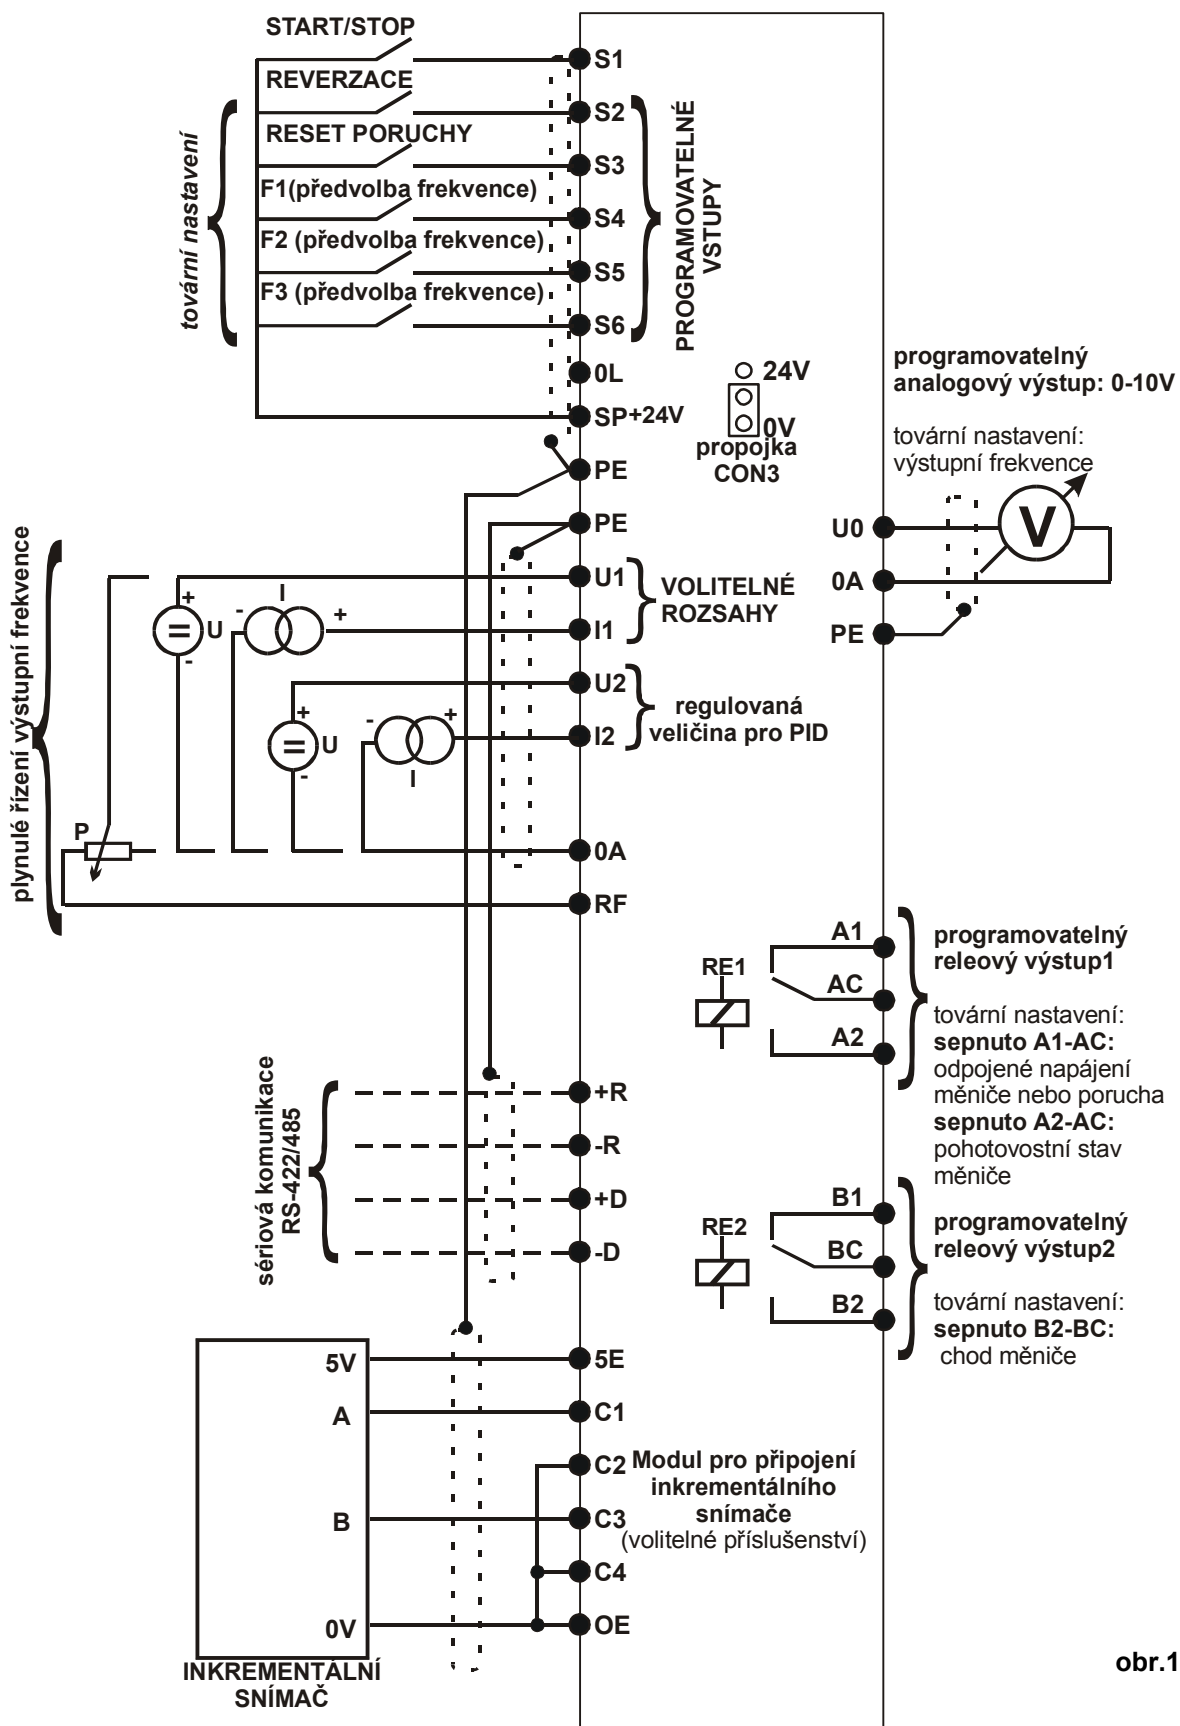 START/STOP
S1
REVERZACE
S2
RESET PORUCHY
S3
F1(předvolba frekvence)
S4
F2 (předvolba frekvence)
S5
F3 (předvolba frekvence)
S6
tovární nastavení
PROGRAMOVATELNÉ
VSTUPY
0L
SP+24V
24V
0V
propojka
CON3
PE
PE
programovatelný
analogový výstup: 0-10V
tovární nastavení:
výstupní frekvence
V
U0
0A
PE
plynulé řízení výstupní frekvence
+
U
-
-
I
+
U1
I1
VOLITELNÉ
ROZSAHY
+
U
-
-
+
I
U2
I2
regulovaná
veličina pro PID
P
0A
RF
RE1
A1
AC
A2
programovatelný
releový výstup1
tovární nastavení:
sepnuto A1-AC:
odpojené napájení
měniče nebo porucha
sepnuto A2-AC:
pohotovostní stav
měniče
sériová komunikace
RS-422/485
+R
-R
+D
-D
RE2
B1
BC
B2
programovatelný
releový výstup2
tovární nastavení:
sepnuto B2-BC:
chod měniče
5V
5E
A
C1
C2
B
C3
C4
0V
OE
Modul pro připojení
inkrementálního
snímače
(volitelné příslušenství)
INKREMENTÁLNÍ
SNÍMAČ
obr.1